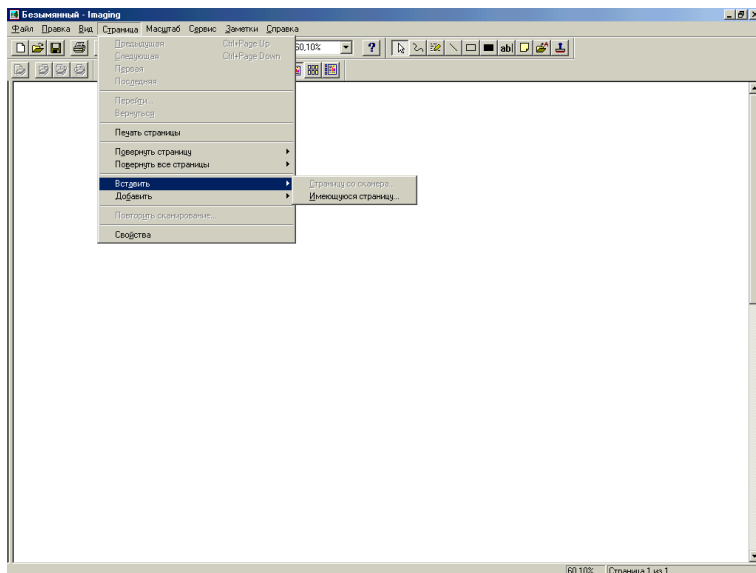 Безымянный - Imaging
Файл Правка Вид Страница Масштаб Сервис Заметки Справка
Предыдущая Ctrl+Page Up
60,10%
Следующая Ctrl+Page Down
Первая
Последняя
Перейти...
Вернуться
Печать страницы
Повернуть страницу
Повернуть все страницы
Вставить
Страницу со сканера...
Добавить
Имеющуюся страницу...
Повторить сканирование...
Свойства
60,10% Страница 1 из 1